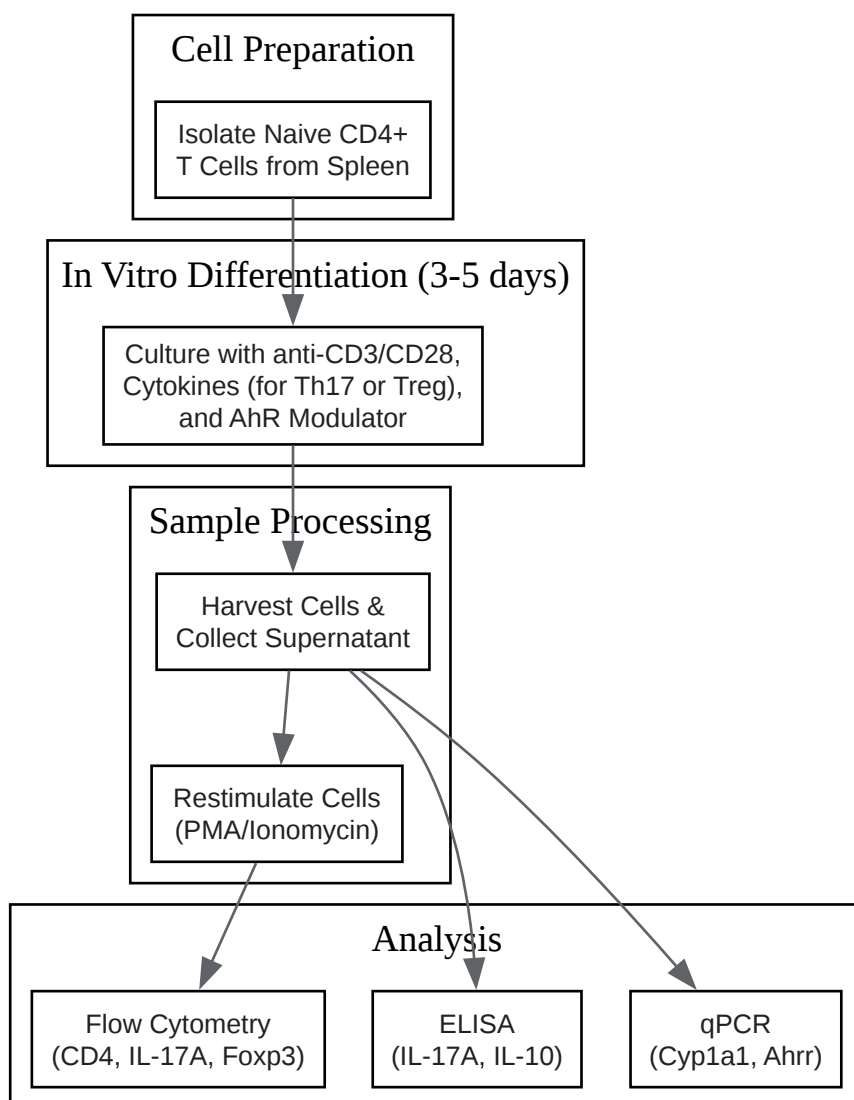 Cell Preparation
Isolate Naive CD4+
T Cells from Spleen
In Vitro Differentiation (3-5 days)
Culture with anti-CD3/CD28,
Cytokines (for Th17 or Treg),
and AhR Modulator
Sample Processing
Harvest Cells &
Collect Supernatant
Restimulate Cells
(PMA/Ionomycin)
Analysis
Flow Cytometry
(CD4, IL-17A, Foxp3)
ELISA
(IL-17A, IL-10)
qPCR
(Cyp1a1, Ahrr)